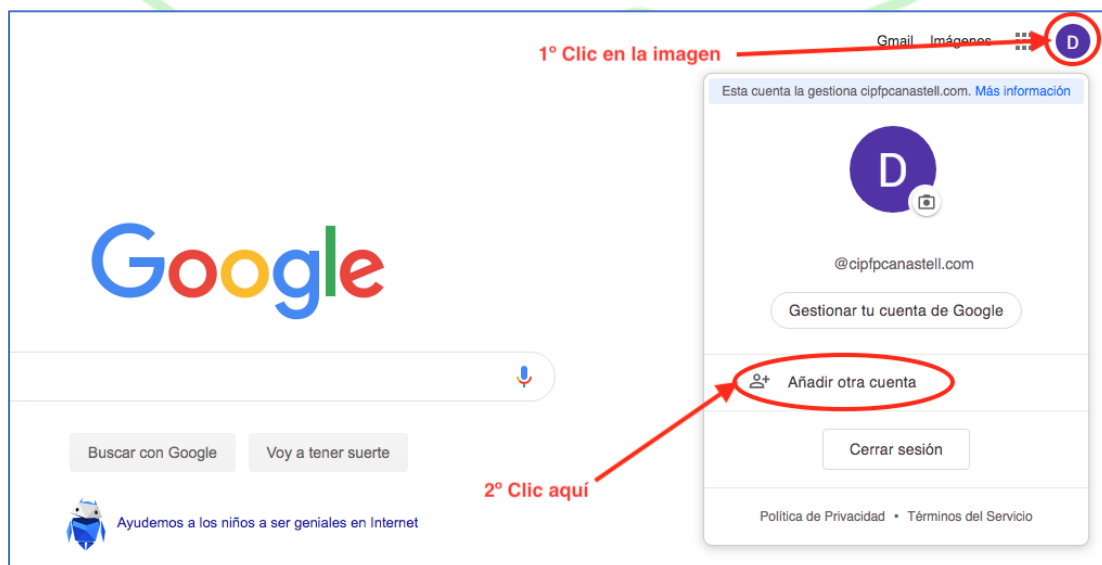 Gmail Imágenes D
1º Clic en la imagen
Esta cuenta la gestiona cipfpcanastell.com. Más información
D
@cipfpcanastell.com
Gestionar tu cuenta de Google
Google
Añadir otra cuenta
Buscar con Google Voy a tener suerte
Cerrar sesión
2º Clic aquí
Ayudemos a los niños a ser geniales en Internet
Política de Privacidad • Términos del Servicio